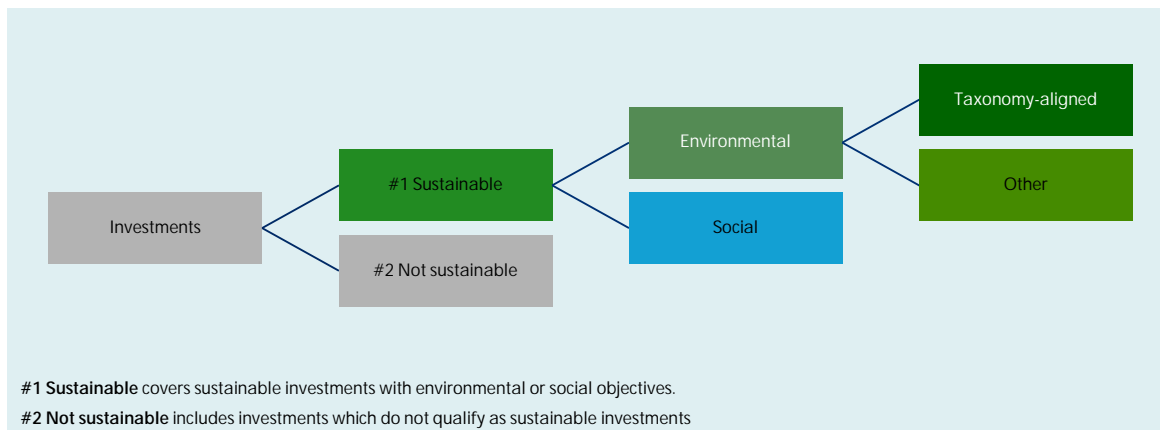 Taxonomy-aligned
Environmental
#1 Sustainable
Other
Investments
Social
#2 Not sustainable
#1 Sustainable covers sustainable investments with environmental or social objectives.
#2 Not sustainable includes investments which do not qualify as sustainable investments